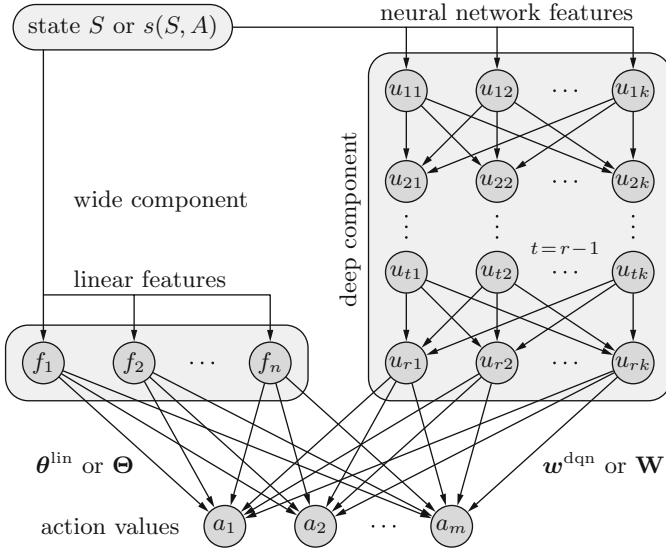 neural network features
state S or s(S, A)
u₁₁ u₁₂ ··· u₁ₖ
u₂₁ u₂₂ ··· u₂ₖ
wide component
deep component
⋮ ⋮ ⋮
t = r − 1
linear features
uₜ₁ uₜ₂ ··· uₜₖ
f₁ f₂ ··· fₙ
uᵣ₁ uᵣ₂ ··· uᵣₖ
θˡⁱⁿ or Θ
w^dqn or W
action values a₁ a₂ ··· aₘ